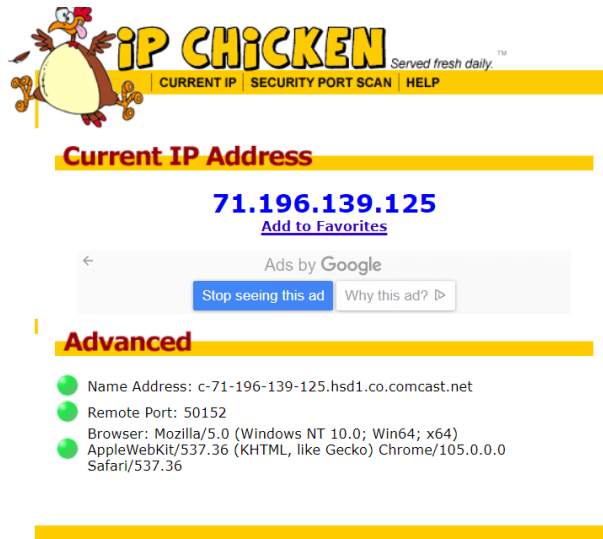 iP CHiCKEN Served fresh daily. ™
CURRENT IP | SECURITY PORT SCAN | HELP
Current IP Address
71.196.139.125
Add to Favorites
Ads by Google
Stop seeing this ad Why this ad?
Advanced
Name Address: c-71-196-139-125.hsd1.co.comcast.net
Remote Port: 50152
Browser: Mozilla/5.0 (Windows NT 10.0; Win64; x64)
AppleWebKit/537.36 (KHTML, like Gecko) Chrome/105.0.0.0
Safari/537.36